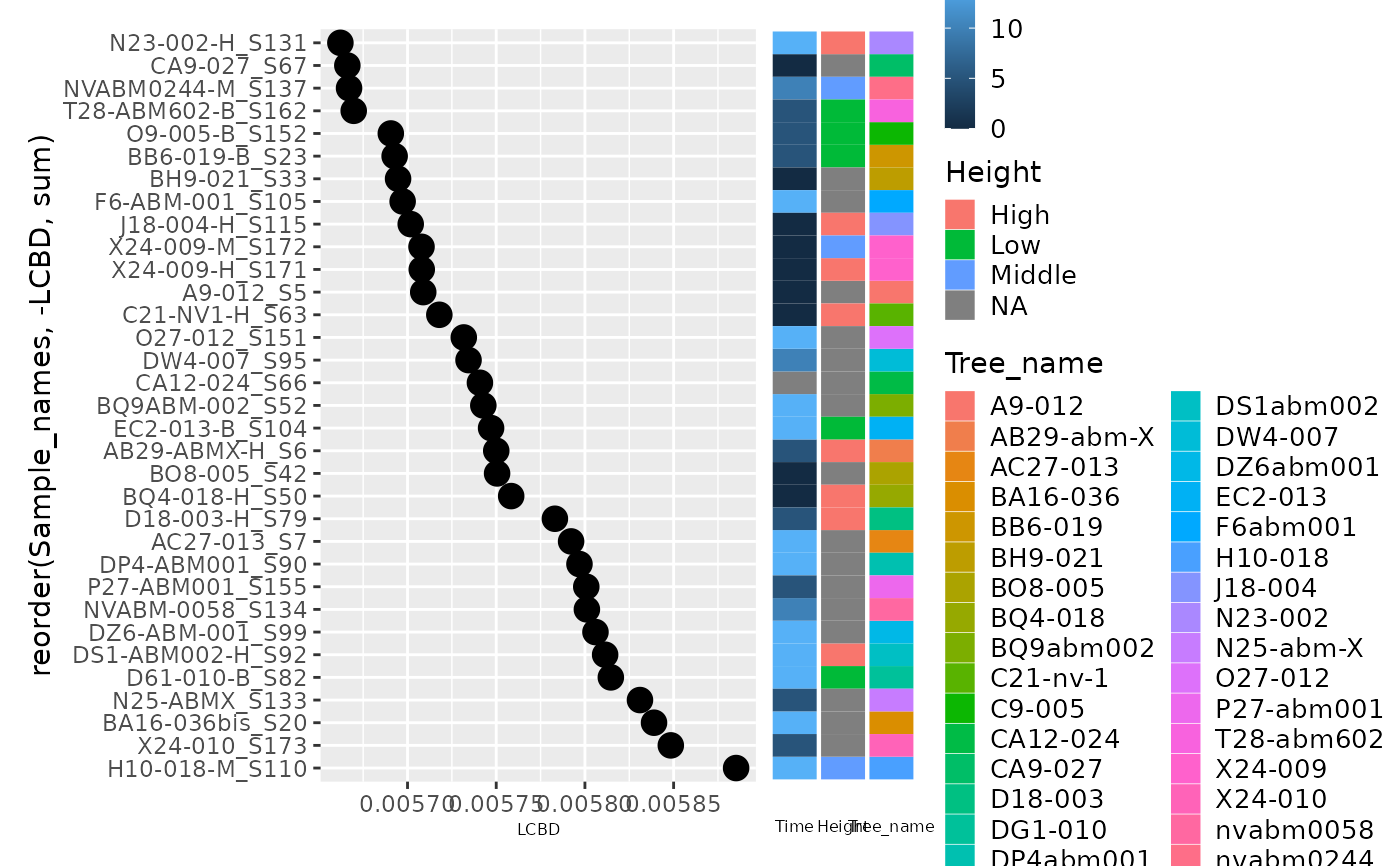 reorder(Sample_names, -LCBD, sum)
N23-002-H_S131
CA9-027_S67
NVABM0244-M_S137
T28-ABM602-B_S162
O9-005-B_S152
BB6-019-B_S23
BH9-021_S33
F6-ABM-001_S105
J18-004-H_S115
X24-009-M_S172
X24-009-H_S171
A9-012_S5
C21-NV1-H_S63
O27-012_S151
DW4-007_S95
CA12-024_S66
BQ9ABM-002_S52
EC2-013-B_S104
AB29-ABMX-H_S6
BO8-005_S42
BQ4-018-H_S50
D18-003-H_S79
AC27-013_S7
DP4-ABM001_S90
P27-ABM001_S155
NVABM-0058_S134
DZ6-ABM-001_S99
DS1-ABM002-H_S92
D61-010-B_S82
N25-ABMX_S133
BA16-036bis_S20
X24-010_S173
H10-018-M_S110
0.00570 0.00575 0.00580 0.00585
LCBD
Time Height Tree_name
10
5
0
Height
High
Low
Middle
NA
Tree_name
A9-012
AB29-abm-X
AC27-013
BA16-036
BB6-019
BH9-021
BO8-005
BQ4-018
BQ9abm002
C21-nv-1
C9-005
CA12-024
CA9-027
D18-003
DG1-010
DP4abm001
DS1abm002
DW4-007
DZ6abm001
EC2-013
F6abm001
H10-018
J18-004
N23-002
N25-abm-X
O27-012
P27-abm001
T28-abm602
X24-009
X24-010
nvabm0058
nvabm0244